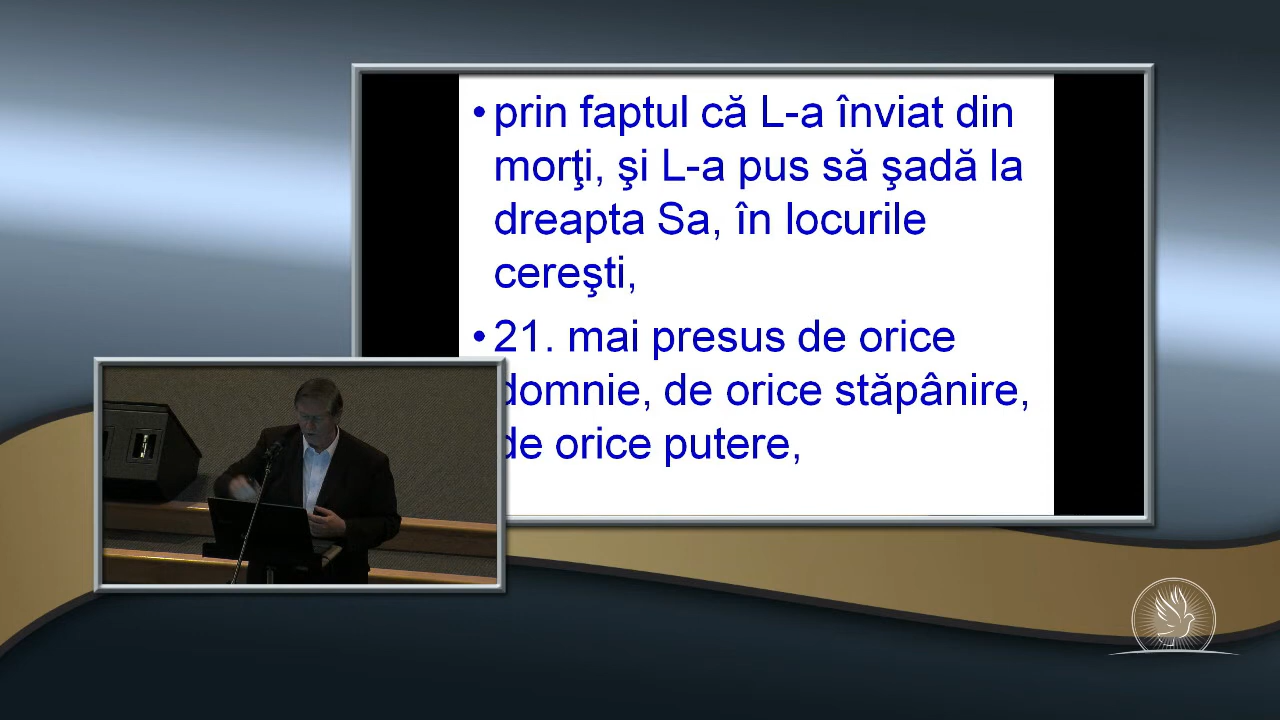 • prin faptul că L-a înviat din
morţi, şi L-a pus să şadă la
dreapta Sa, în locurile
cereşti,
• 21. mai presus de orice
domnie, de orice stăpânire,
de orice putere,